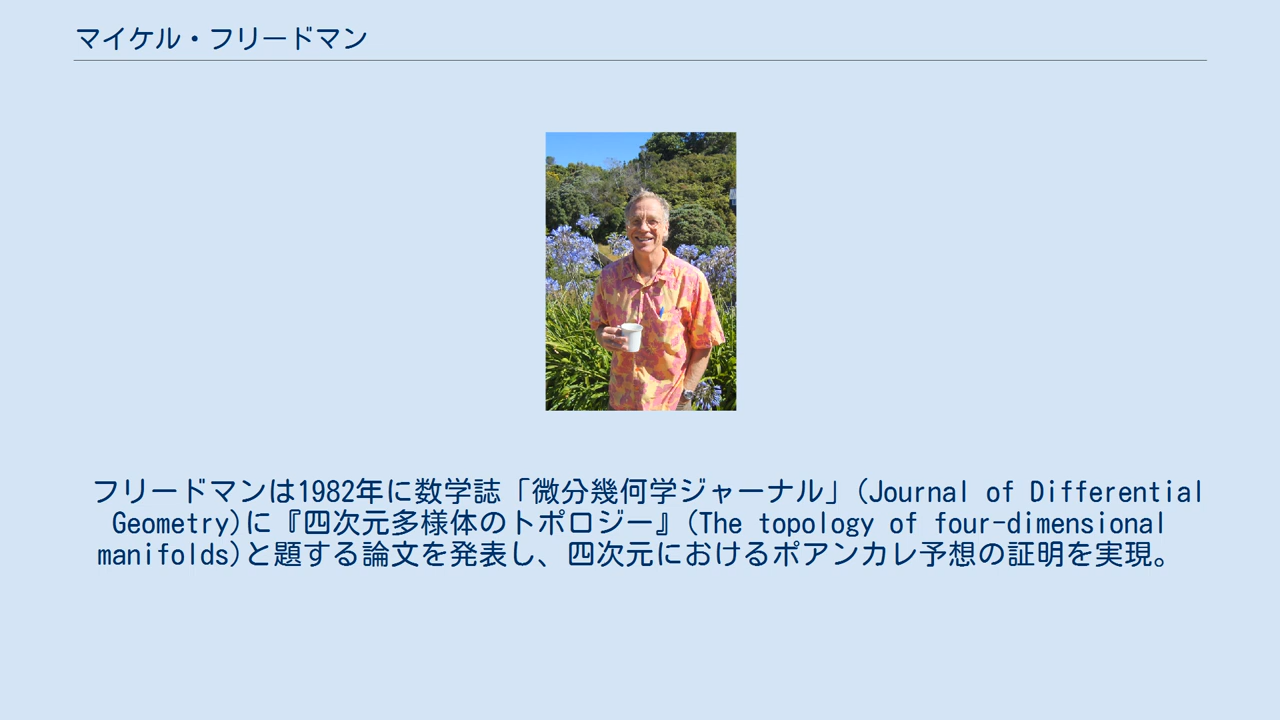 マイケル・フリードマン
フリードマンは1982年に数学誌「微分幾何学ジャーナル」(Journal of Differential
Geometry)に『四次元多様体のトポロジー』(The topology of four-dimensional
manifolds)と題する論文を発表し、四次元におけるポアンカレ予想の証明を実現。